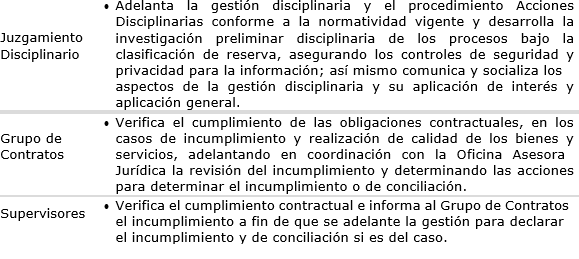 • Adelanta la gestión disciplinaria y el procedimiento Acciones
Disciplinarias conforme a la normatividad vigente y desarrolla la
Juzgamiento
Disciplinario
investigación preliminar disciplinaria de los procesos bajo la
clasificación de reserva, asegurando los controles de seguridad y
privacidad para la información; así mismo comunica y socializa los
aspectos de la gestión disciplinaria y su aplicación de interés y
aplicación general.
Grupo de
Contratos
• Verifica el cumplimiento de las obligaciones contractuales, en los
casos de incumplimiento y realización de calidad de los bienes y
servicios, adelantando en coordinación con la Oficina Asesora
Jurídica la revisión del incumplimiento y determinando las acciones
para determinar el incumplimiento o de conciliación.
Supervisores
• Verifica el cumplimiento contractual e informa al Grupo de Contratos
el incumplimiento a fin de que se adelante la gestión para declarar
el incumplimiento y de conciliación si es del caso.